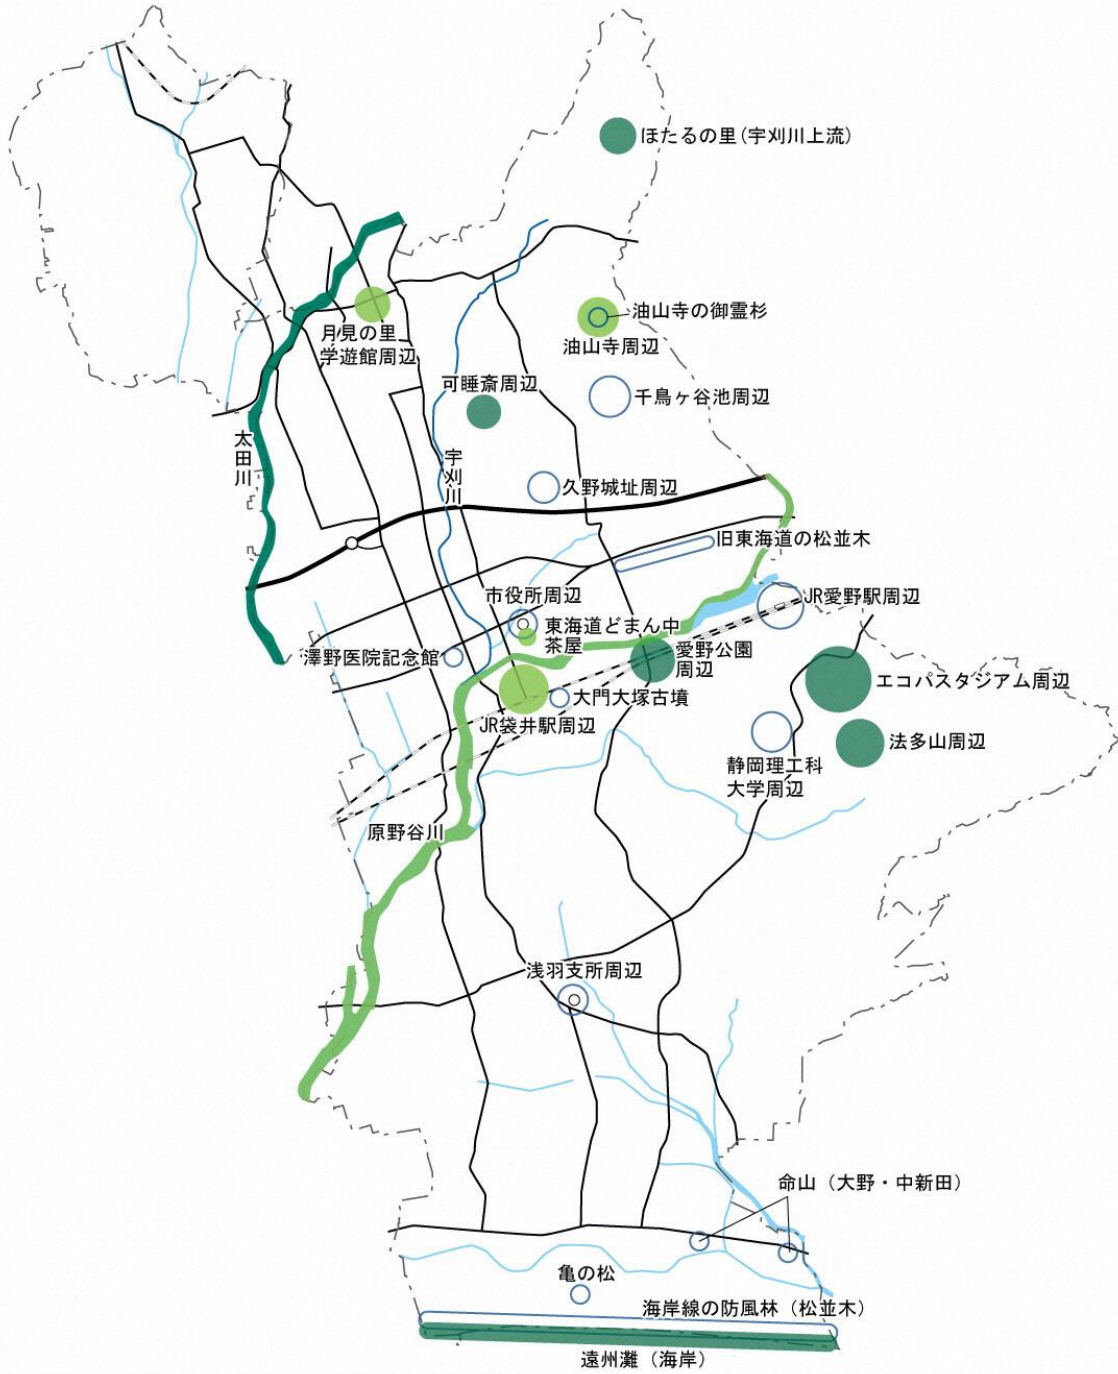 ほたるの里(宇刈川上流)
油山寺の御霊杉
月見の里
学遊館周辺
油山寺周辺
可睡斎周辺
千鳥ヶ谷池周辺
太田川
宇刈川
久野城址周辺
旧東海道の松並木
市役所周辺
JR愛野駅周辺
東海道どまん中
茶屋
澤野医院記念館
愛野公園
周辺
エコパスタジアム周辺
大門大塚古墳
JR袋井駅周辺
法多山周辺
静岡理工科
大学周辺
原野谷川
浅羽支所周辺
命山（大野・中新田）
亀の松
海岸線の防風林（松並木）
遠州灘（海岸）